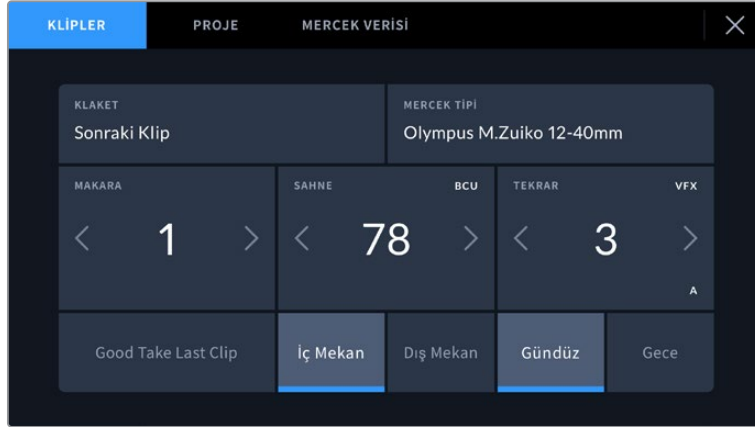 KLİPLER PROJE MERCEK VERİSİ
KLAKET MERCEK TİPİ
Sonraki Klip Olympus M.Zuiko 12-40mm
MAKARA SAHNE BCU TEKRAR VFX
1 78 3
A
Good Take Last Clip İç Mekan Dış Mekan Gündüz Gece